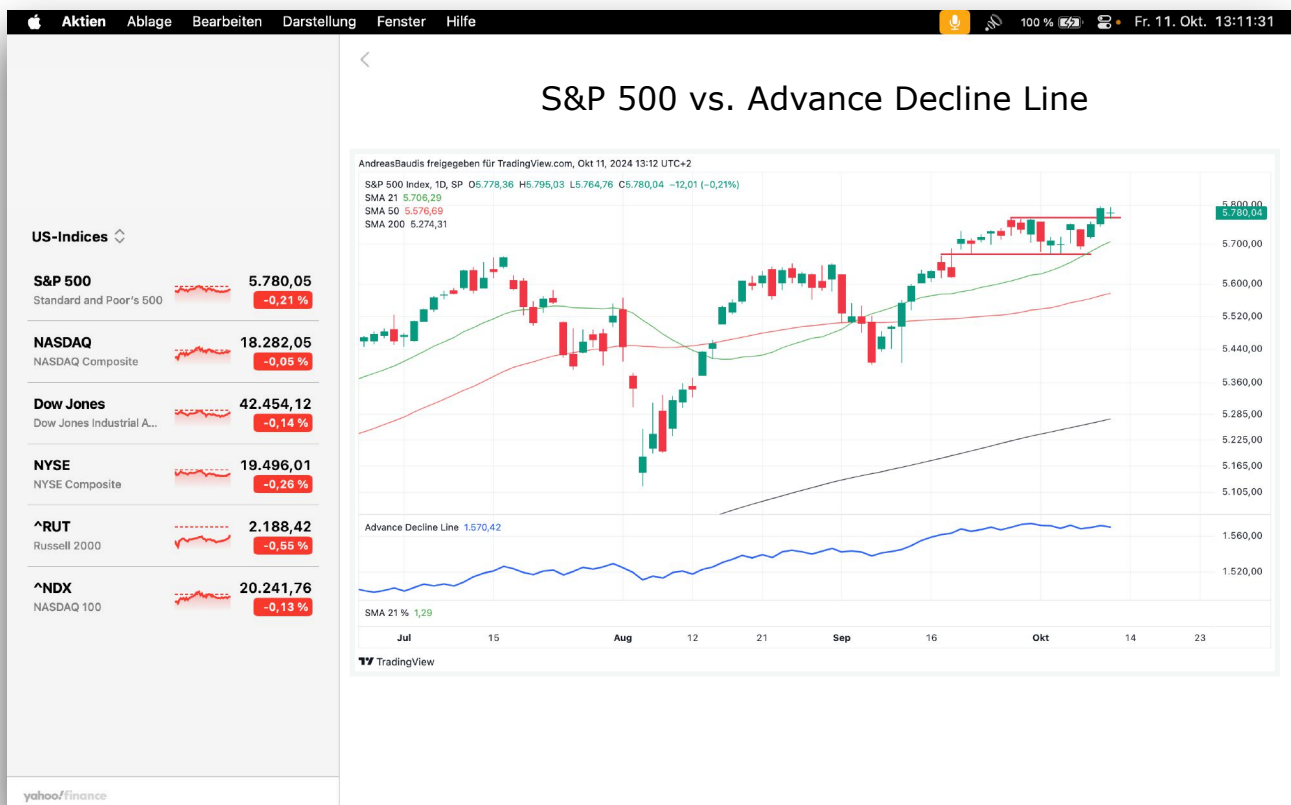 Aktien Ablage Bearbeiten Darstellung Fenster Hilfe 100 % Fr. 11. Okt. 13:11:31
S&P 500 vs. Advance Decline Line
US-Indices
S&P 500 5.780,05
Standard and Poor's 500 -0,21 %
NASDAQ 18.282,05
NASDAQ Composite -0,05 %
Dow Jones 42.454,12
Dow Jones Industrial A... -0,14 %
NYSE 19.496,01
NYSE Composite -0,26 %
^RUT 2.188,42
Russell 2000 -0,55 %
^NDX 20.241,76
NASDAQ 100 -0,13 %
yahoo!finance
AndreasBaudis freigegeben für TradingView.com, Okt 11, 2024 13:12 UTC+2
S&P 500 Index, 1D, SP O5.778,36 H5.795,03 L5.764,76 C5.780,04 −12,01 (−0,21%)
SMA 21 5.706,29
SMA 50 5.576,69
SMA 200 5.274,31
5.800,00
5.780,04
5.700,00
5.600,00
5.520,00
5.440,00
5.360,00
5.285,00
5.225,00
5.165,00
5.105,00
Advance Decline Line 1.570,42
1.560,00
1.520,00
SMA 21 % 1,29
Jul 15 Aug 12 21 Sep 16 Okt 14 23
TradingView